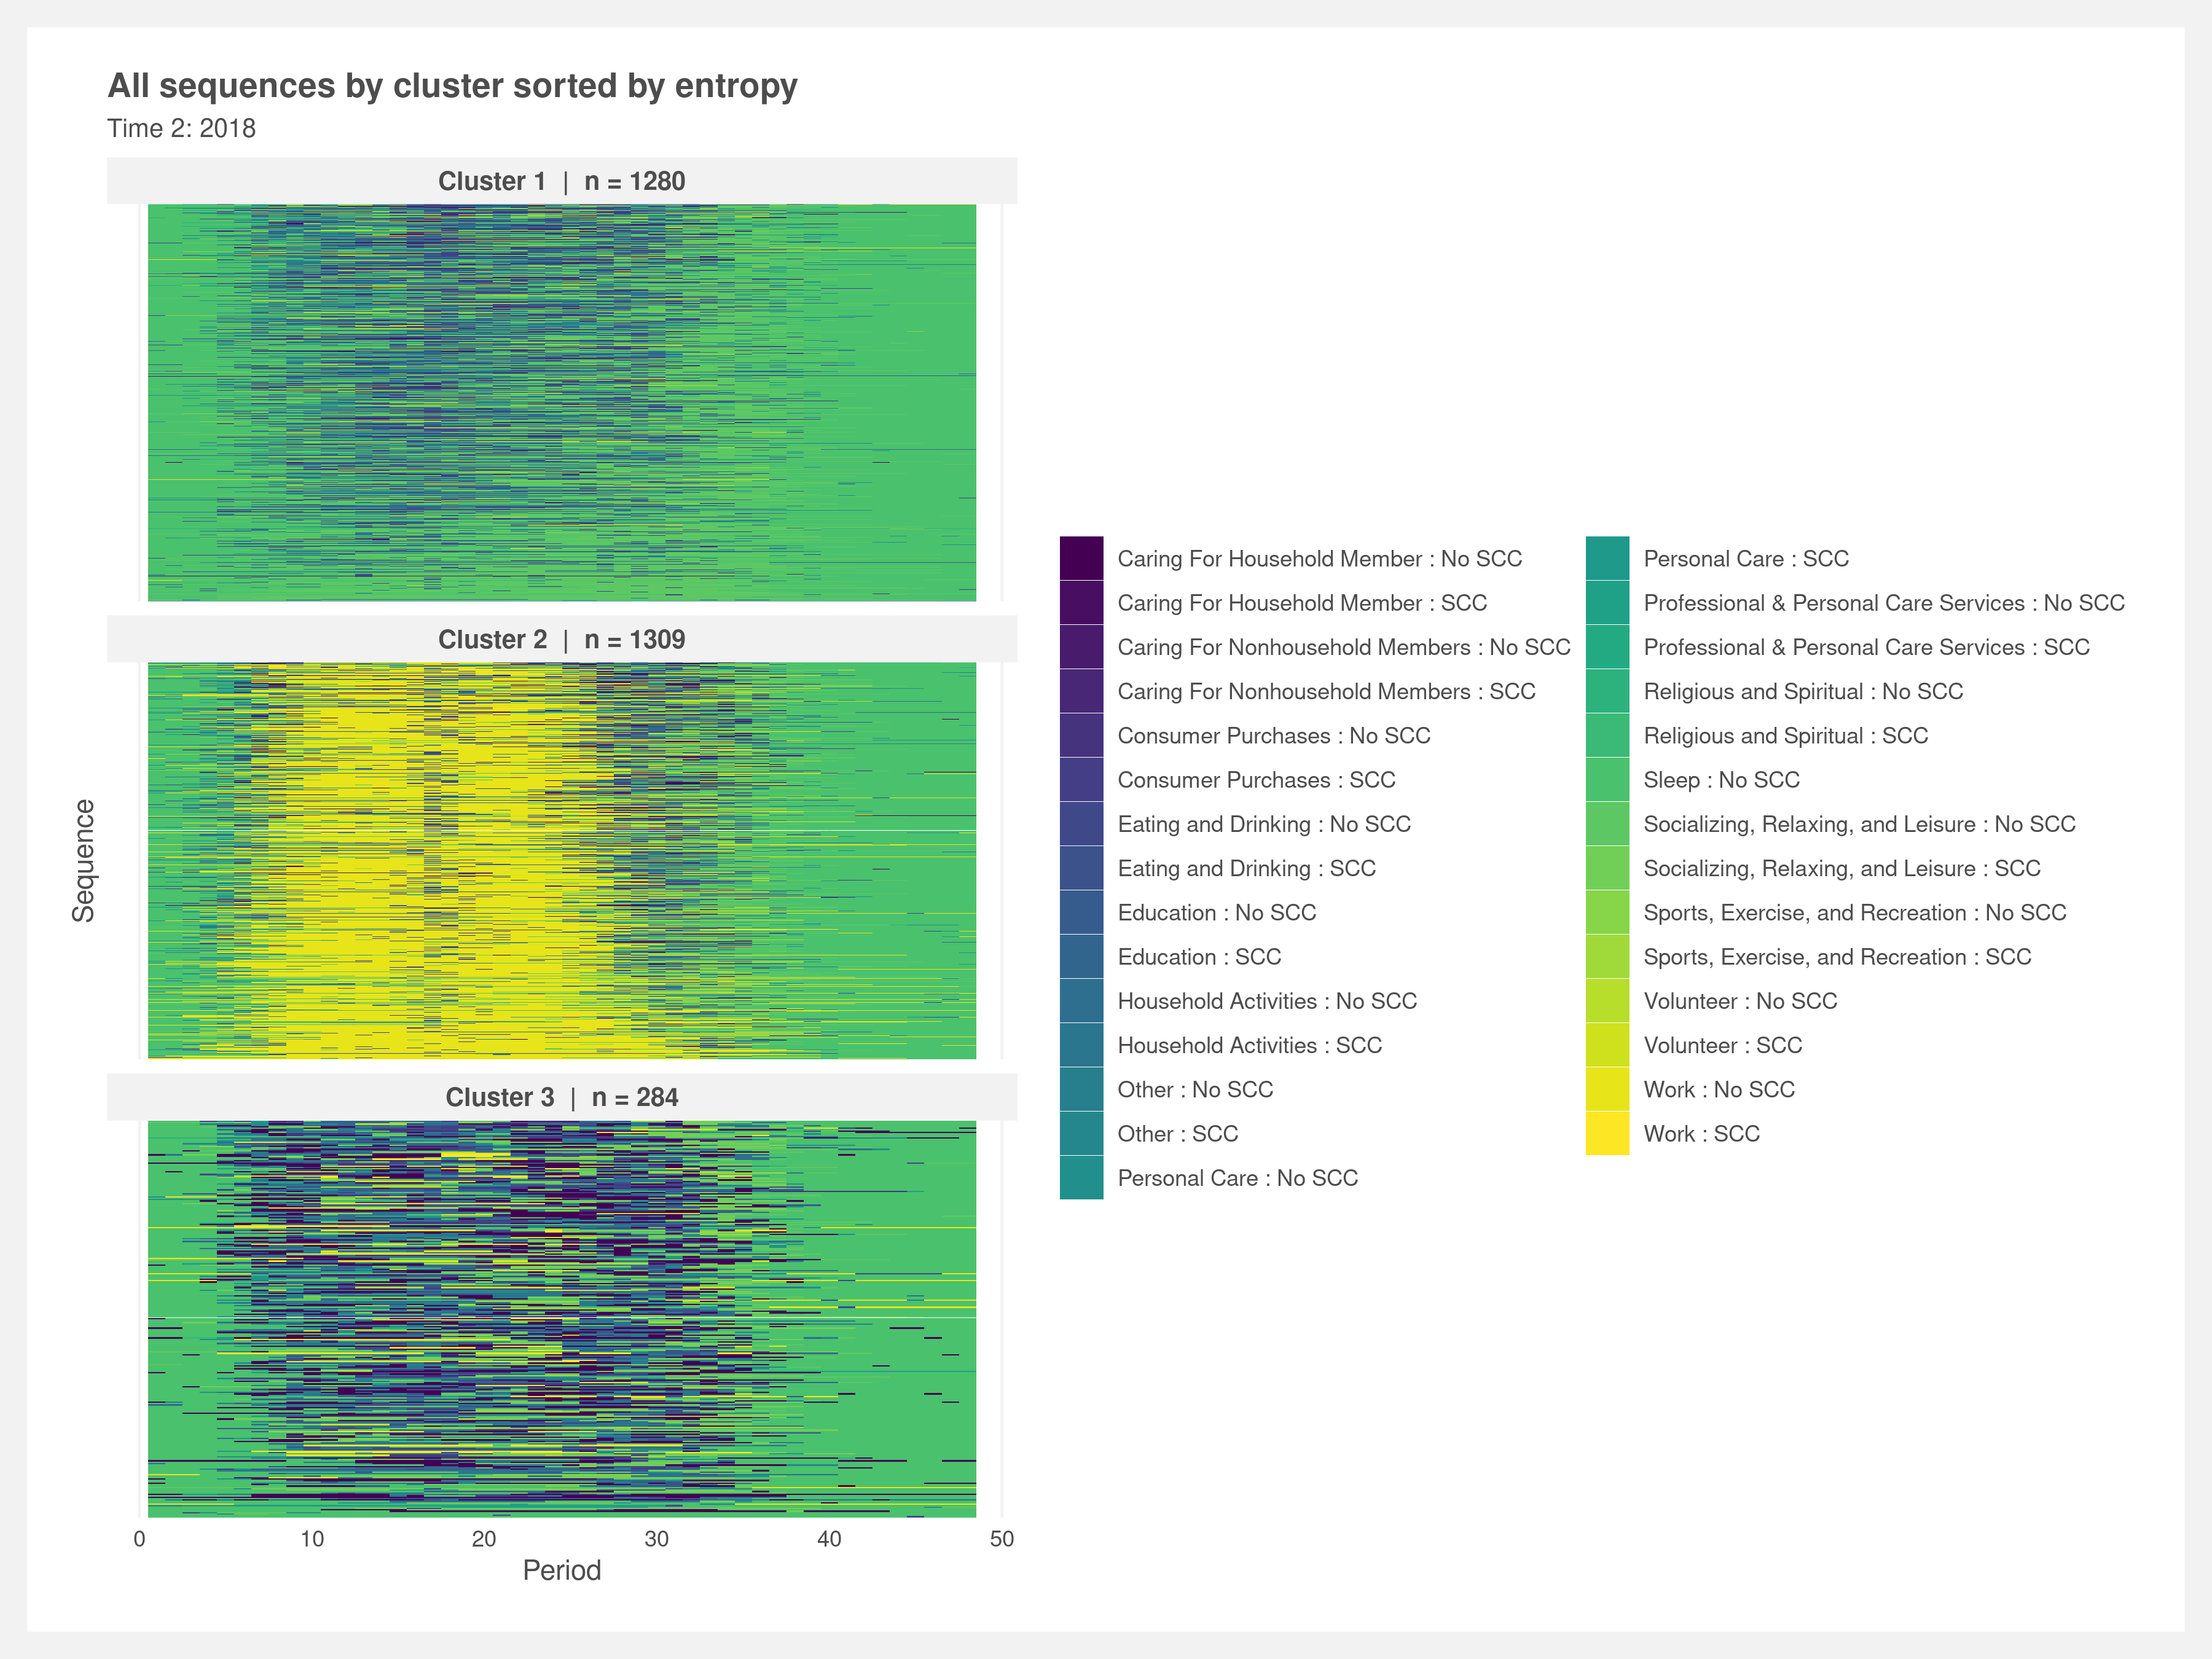 All sequences by cluster sorted by entropy
Time 2: 2018
Cluster 1 | n = 1280
Cluster 2 | n = 1309
Cluster 3 | n = 284
Sequence
0 10 20 30 40 50
Period
Caring For Household Member : No SCC
Caring For Household Member : SCC
Caring For Nonhousehold Members : No SCC
Caring For Nonhousehold Members : SCC
Consumer Purchases : No SCC
Consumer Purchases : SCC
Eating and Drinking : No SCC
Eating and Drinking : SCC
Education : No SCC
Education : SCC
Household Activities : No SCC
Household Activities : SCC
Other : No SCC
Other : SCC
Personal Care : No SCC
Personal Care : SCC
Professional & Personal Care Services : No SCC
Professional & Personal Care Services : SCC
Religious and Spiritual : No SCC
Religious and Spiritual : SCC
Sleep : No SCC
Socializing, Relaxing, and Leisure : No SCC
Socializing, Relaxing, and Leisure : SCC
Sports, Exercise, and Recreation : No SCC
Sports, Exercise, and Recreation : SCC
Volunteer : No SCC
Volunteer : SCC
Work : No SCC
Work : SCC